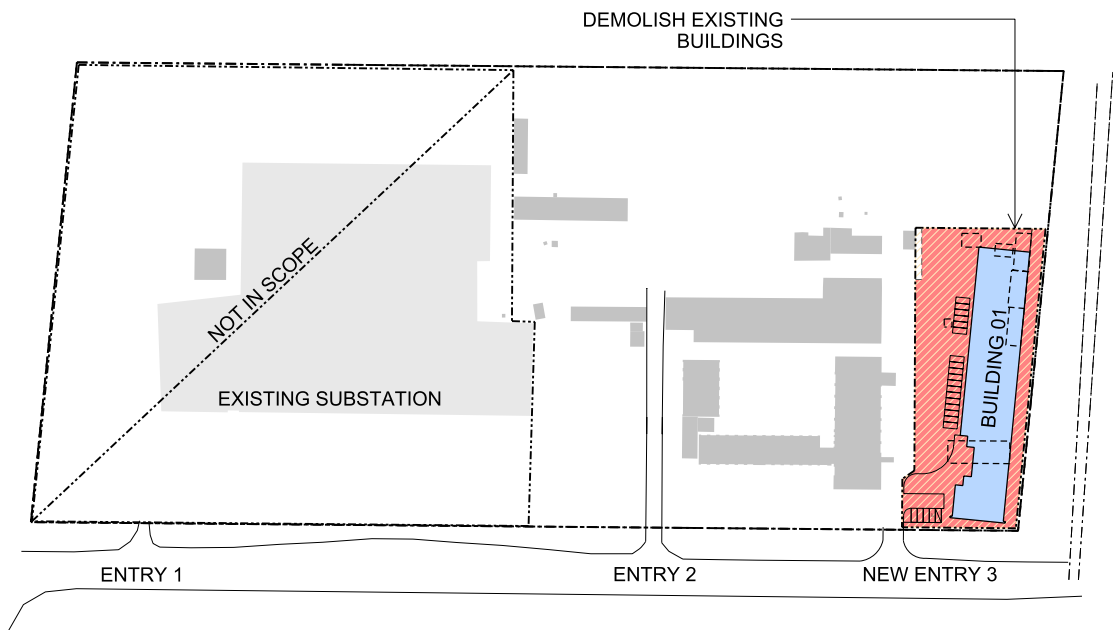 DEMOLISH EXISTING
BUILDINGS
NOT IN SCOPE
EXISTING SUBSTATION
BUILDING 01
ENTRY 1
ENTRY 2
NEW ENTRY 3